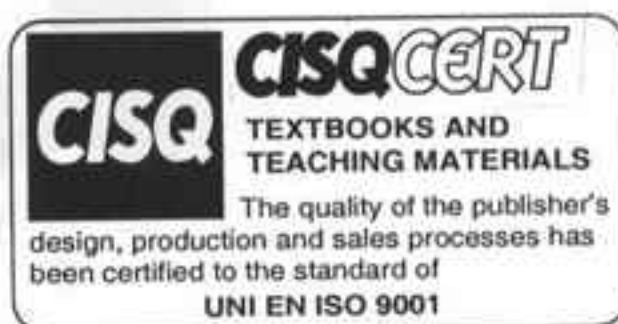 CISQ
CISQCERT
TEXTBOOKS AND
TEACHING MATERIALS
The quality of the publisher's
design, production and sales processes has
been certified to the standard of
UNI EN ISO 9001